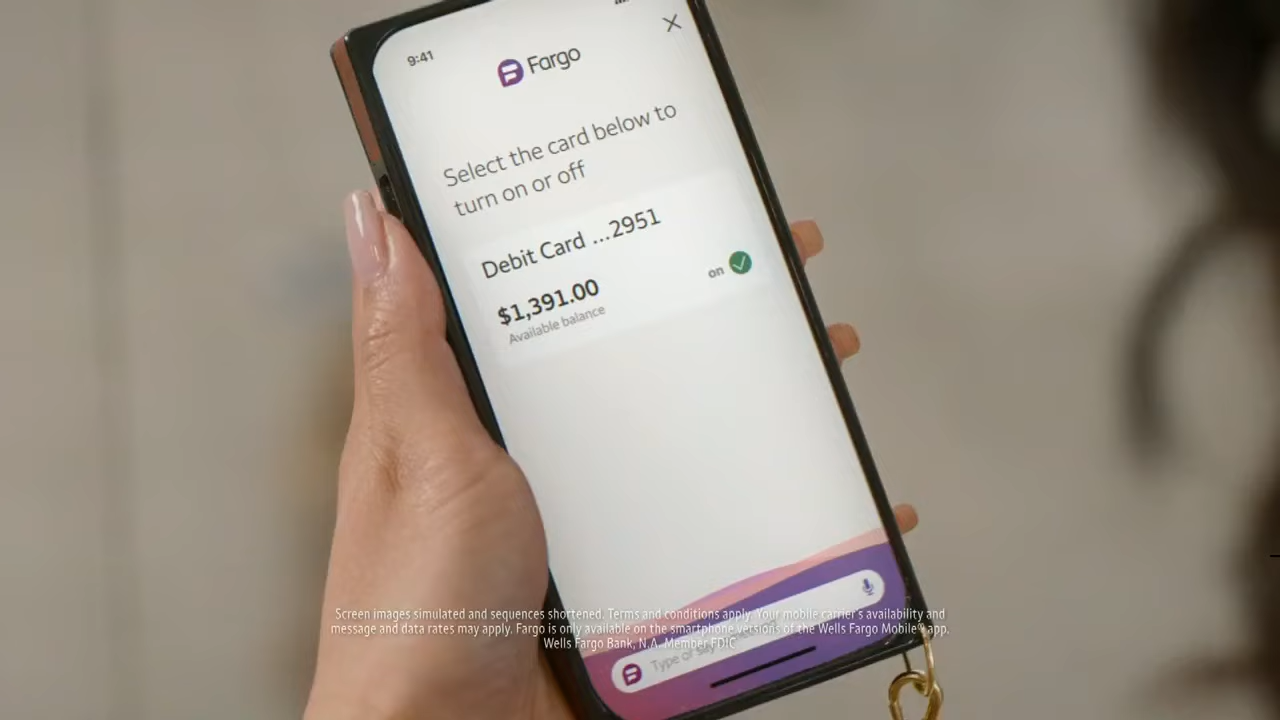 9:41
Fargo
Select the card below to
turn on or off
Debit Card ...2951
$1,391.00
on
Available balance
Screen images simulated and sequences shortened. Terms and conditions apply. Your mobile carrier's availability and
message and data rates may apply. Fargo is only available on the smartphone versions of the Wells Fargo Mobile® app.
Wells Fargo Bank, N.A. Member FDIC
Type or say